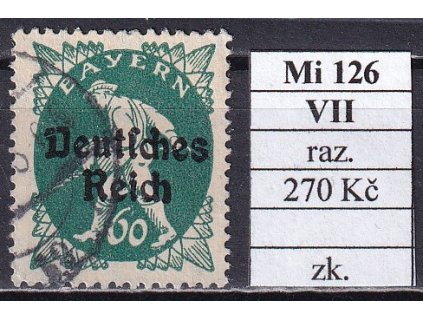 BAYERN
Deutsches
Reich
60
Mi 126
VII
raz.
270 Kč
zk.